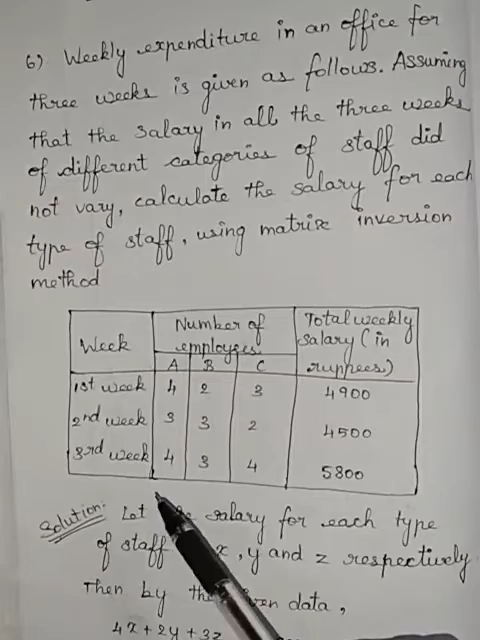 6) Weekly expenditure in an office for
three weeks is given as follows. Assuming
that the salary in all the three weeks
of different categories of staff did
not vary, calculate the salary for each
type of staff, using matrix inversion
method
Week Number of employees Total weekly salary (in ruppees)
A B C
1st week 4 2 3 4900
2nd week 3 3 2 4500
3rd week 4 3 4 5800
Solution: Let salary for each type
of staff x, y and z respectively
Then by the given data,
4x+2y+3z